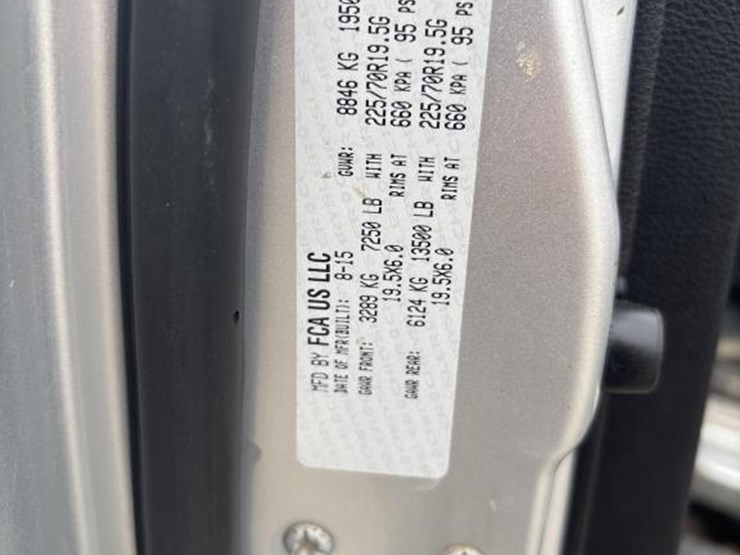 MFD BY FCA US LLC
DATE OF MFR(BUILT): 8-15 GVWR: 8846 KG 1950
GAWR FRONT: 3289 KG 7250 LB WITH 225/70R19.5G
19.5X6.0 RIMS AT 660 KPA ( 95 PS
GAWR REAR: 6124 KG 13500 LB WITH 225/70R19.5G
19.5X6.0 RIMS AT 660 KPA ( 95 PS